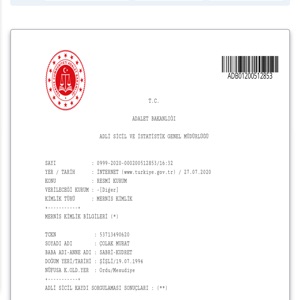 ADB01200512853
T.C.
ADALET BAKANLIĞI
ADLİ SİCİL VE İSTATİSTİK GENEL MÜDÜRLÜĞÜ
SAYI : 0999-2020-000300512853/16:32
YER / TARİH : İNTERNET (www.turkiye.gov.tr) / 27.07.2020
KONU : RESMİ KURUM
VERİLECEĞİ KURUM : -[Diğer]
KİMLİK TÜRÜ : MERNİS KİMLİK
+----------+
MERNİS KİMLİK BİLGİLERİ (*)
+----------+
TCKN : 53713490620
SOYADI ADI : ÇOLAK MURAT
BABA ADI-ANNE ADI : SABRİ-KUDRET
DOĞUM YERİ/TARİHİ : ŞİŞLİ/19.07.1994
NÜFUSA K.OLD.YER : Ordu/Mesudiye
+----------+
ADLİ SİCİL KAYDI SORGULAMASI SONUÇLARI : (**)